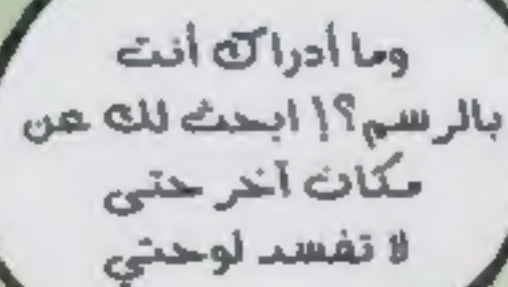 وما أدراك أنت
بالرسم؟! ابحث لك عن
مكان آخر حتى
لا تفسد لوحتي